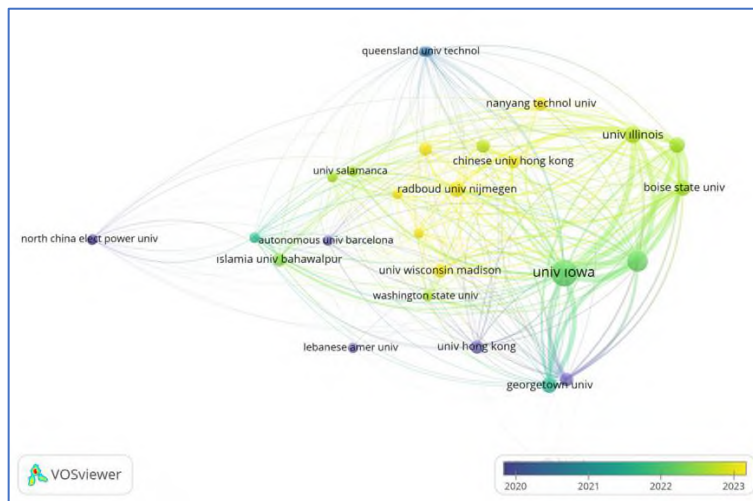 queensland univ technol
nanyang technol univ
univ illinois
chinese univ hong kong
univ salamanca
radboud univ nijmegen
boise state univ
north china elect power univ
autonomous univ barcelona
islamia univ bahawalpur
univ wisconsin madison
univ iowa
washington state univ
lebanese amer univ
univ hong kong
georgetown univ
VOSviewer
2020 2021 2022 2023